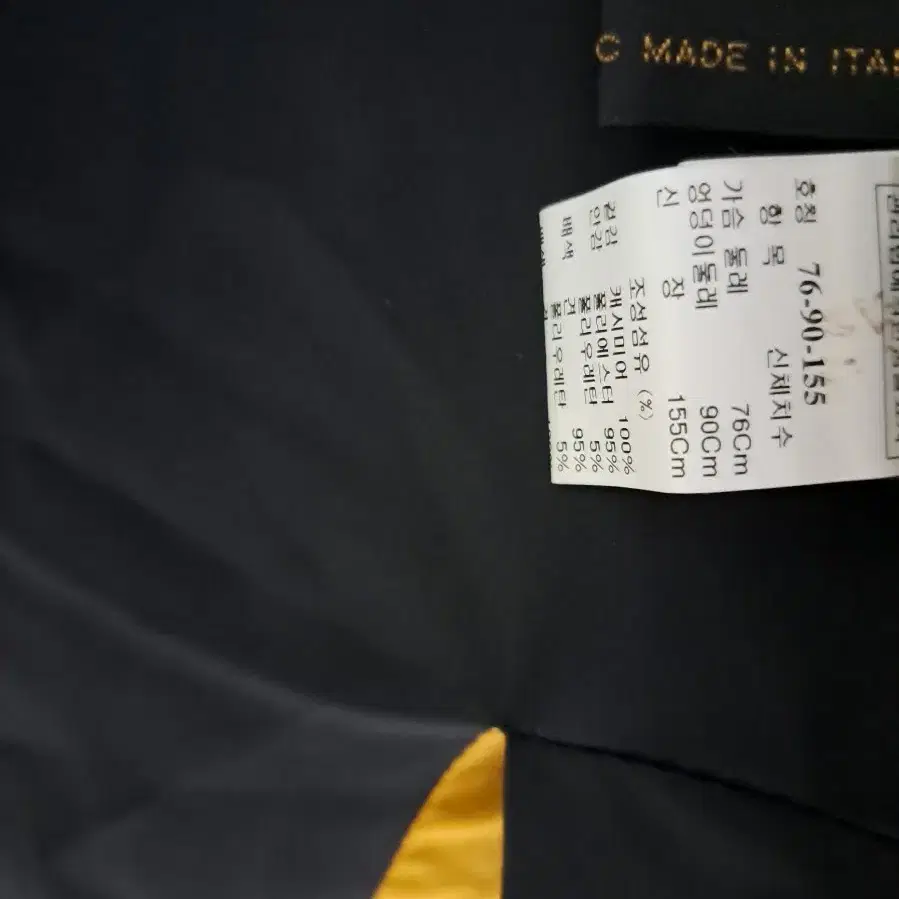 C MADE IN ITA
호칭 76-90-155
항 목 신체치수
가슴 둘레 76Cm
엉덩이둘레 90Cm
신 장 155Cm
조성섬유 (%)
겉감 캐시미어 100%
안감 폴리에스터 95%
폴리우레탄 5%
배색 견 95%
폴리우레탄 5%